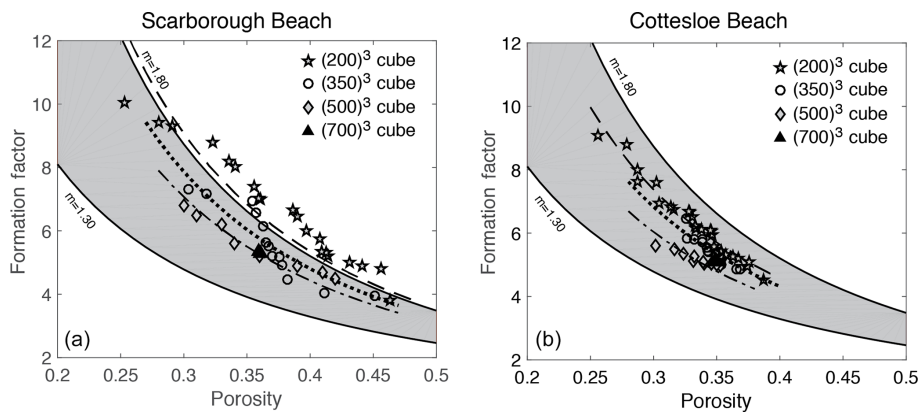 Scarborough Beach
12
10
8
6
4
2
Formation factor
m=1.80
m=1.30
(200)³ cube
(350)³ cube
(500)³ cube
(700)³ cube
(a)
0.2 0.25 0.3 0.35 0.4 0.45 0.5
Porosity
Cottesloe Beach
12
10
8
6
4
2
Formation factor
m=1.80
m=1.30
(200)³ cube
(350)³ cube
(500)³ cube
(700)³ cube
(b)
0.2 0.25 0.3 0.35 0.4 0.45 0.5
Porosity